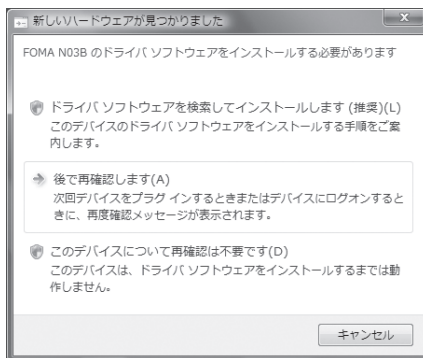 新しいハードウェアが見つかりました
FOMA N03B のドライバ ソフトウェアをインストールする必要があります
ドライバ ソフトウェアを検索してインストールします (推奨)(L)
このデバイスのドライバ ソフトウェアをインストールする手順をご案
内します。
後で再確認します(A)
次回デバイスをプラグ インするときまたはデバイスにログオンすると
きに、再度確認メッセージが表示されます。
このデバイスについて再確認は不要です(D)
このデバイスは、ドライバ ソフトウェアをインストールするまでは動
作しません。
キャンセル